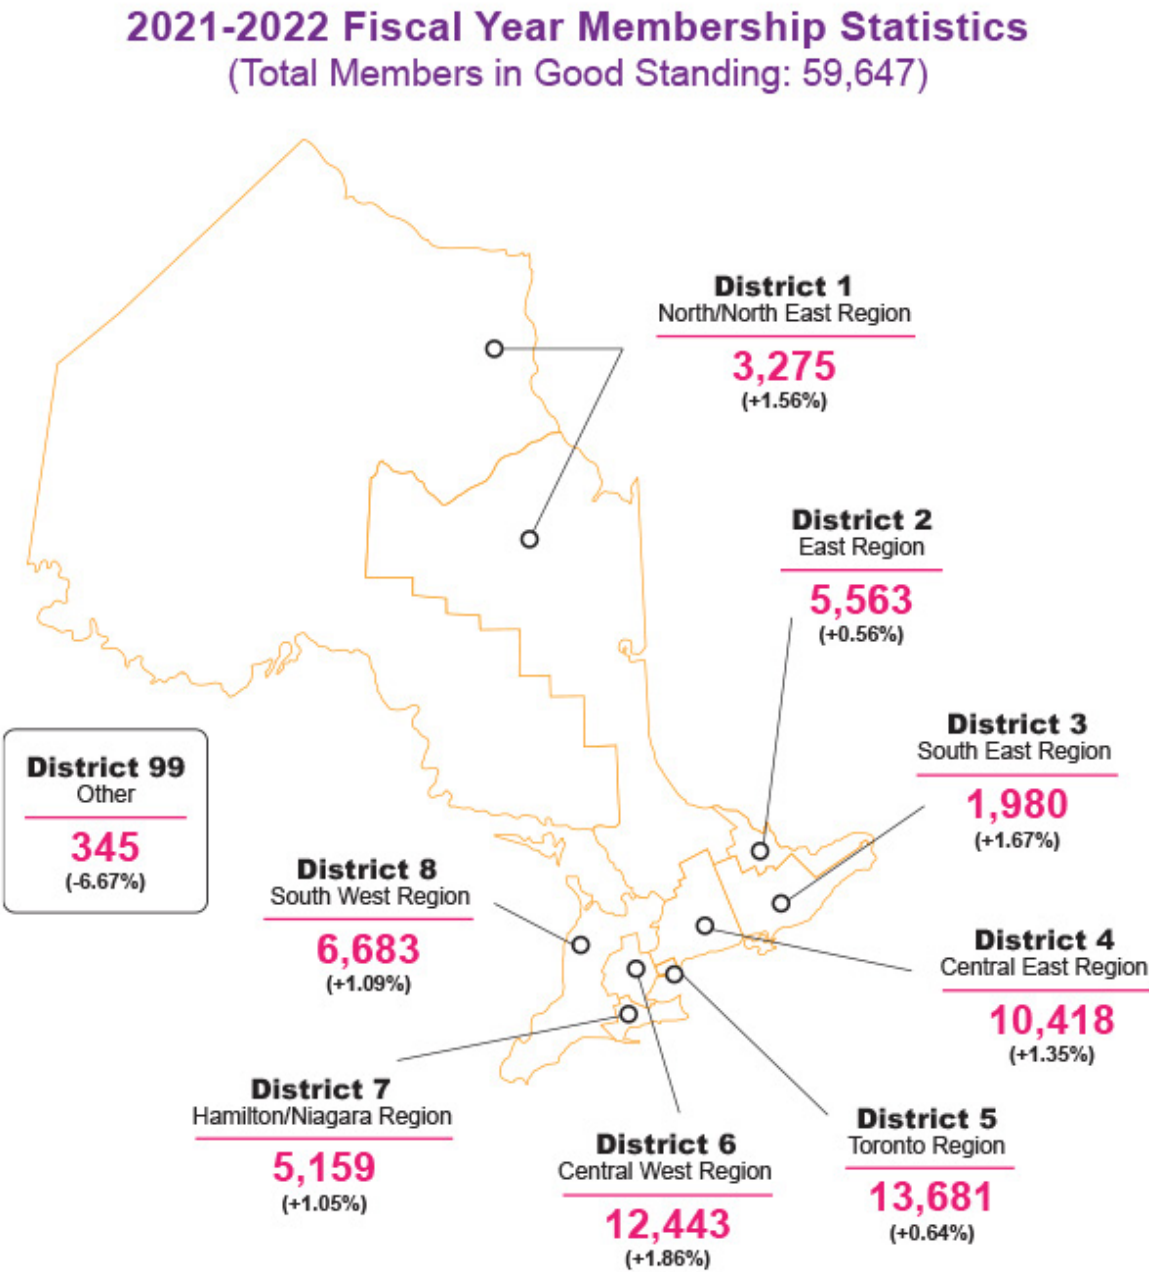 2021-2022 Fiscal Year Membership Statistics
(Total Members in Good Standing: 59,647)
District 1
North/North East Region
3,275
(+1.56%)
District 2
East Region
5,563
(+0.56%)
District 3
South East Region
1,980
(+1.67%)
District 99
Other
345
(-6.67%)
District 8
South West Region
6,683
(+1.09%)
District 4
Central East Region
10,418
(+1.35%)
District 7
Hamilton/Niagara Region
5,159
(+1.05%)
District 6
Central West Region
12,443
(+1.86%)
District 5
Toronto Region
13,681
(+0.64%)